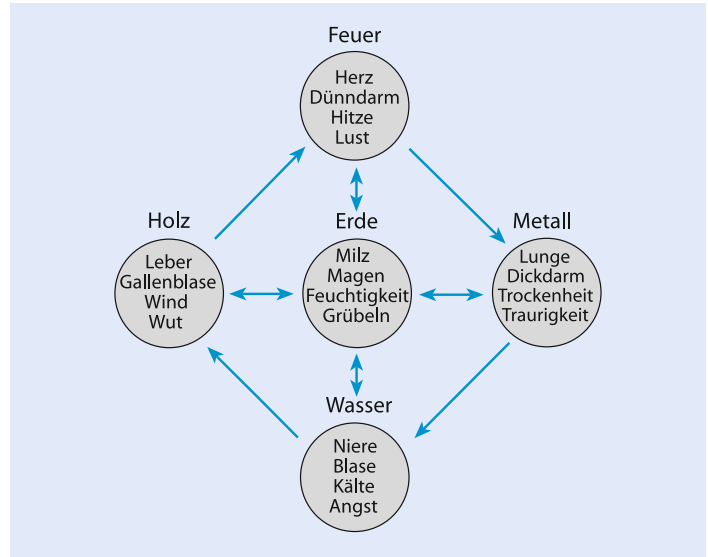 Feuer
Herz
Dünndarm
Hitze
Lust
Holz
Leber
Gallenblase
Wind
Wut
Erde
Milz
Magen
Feuchtigkeit
Grübeln
Metall
Lunge
Dickdarm
Trockenheit
Traurigkeit
Wasser
Niere
Blase
Kälte
Angst